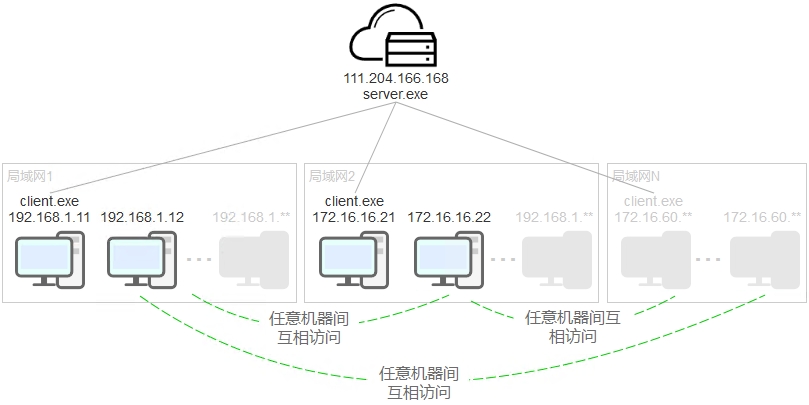 111.204.166.168
server.exe
局域网1
局域网2
局域网N
client.exe
192.168.1.11
192.168.1.12
192.168.1.**
client.exe
172.16.16.21
172.16.16.22
192.168.1.**
client.exe
172.16.60.**
172.16.60.**
任意机器间
互相访问
任意机器间互
相访问
任意机器间
互相访问